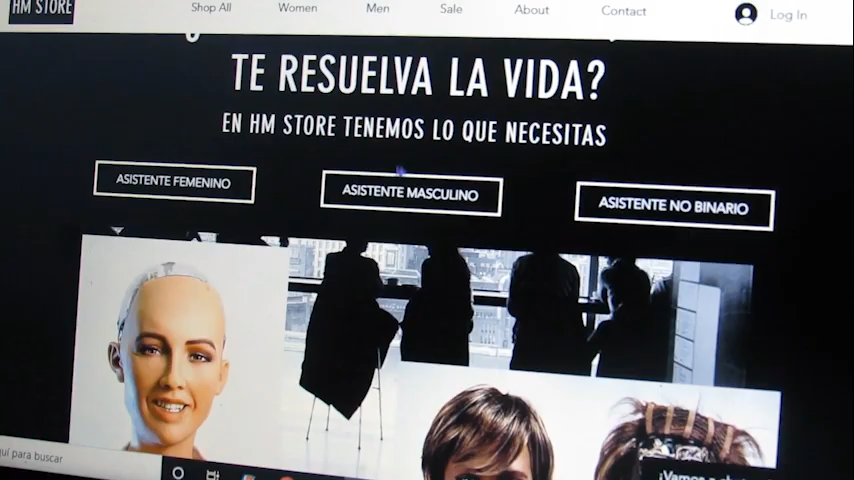 HM STORE
Shop All Women Men Sale About Contact Log In
TE RESUELVA LA VIDA?
EN HM STORE TENEMOS LO QUE NECESITAS
ASISTENTE FEMENINO
ASISTENTE MASCULINO
ASISTENTE NO BINARIO
quí para buscar